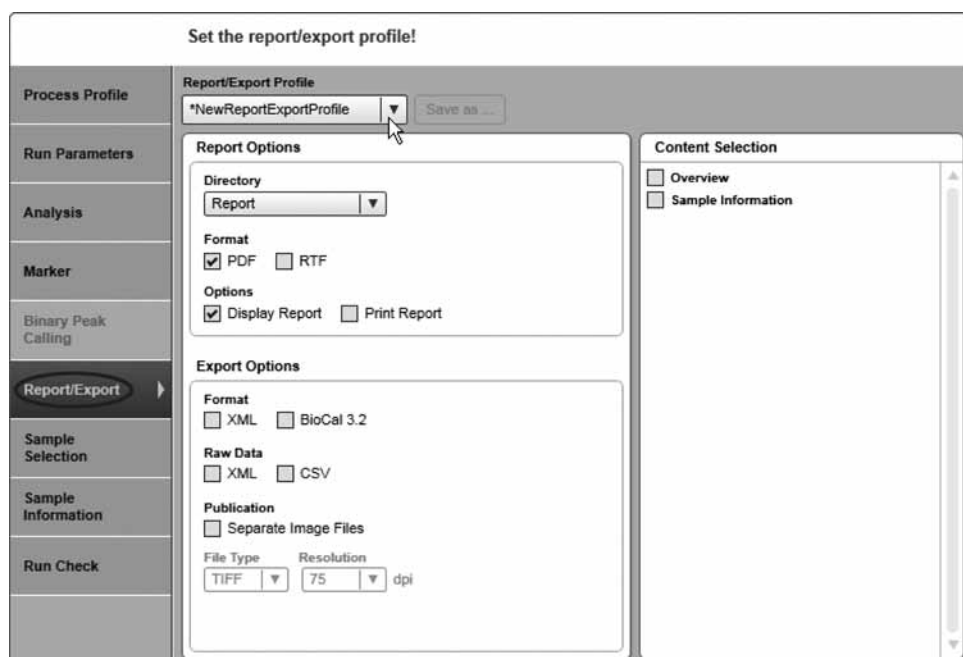 Set the report/export profile!
Process Profile
Run Parameters
Analysis
Marker
Binary Peak
Calling
Report/Export
Sample
Selection
Sample
Information
Run Check
Report/Export Profile
*NewReportExportProfile
Save as ...
Report Options
Directory
Report
Format
PDF RTF
Options
Display Report Print Report
Export Options
Format
XML BioCal 3.2
Raw Data
XML CSV
Publication
Separate Image Files
File Type Resolution
TIFF 75 dpi
Content Selection
Overview
Sample Information